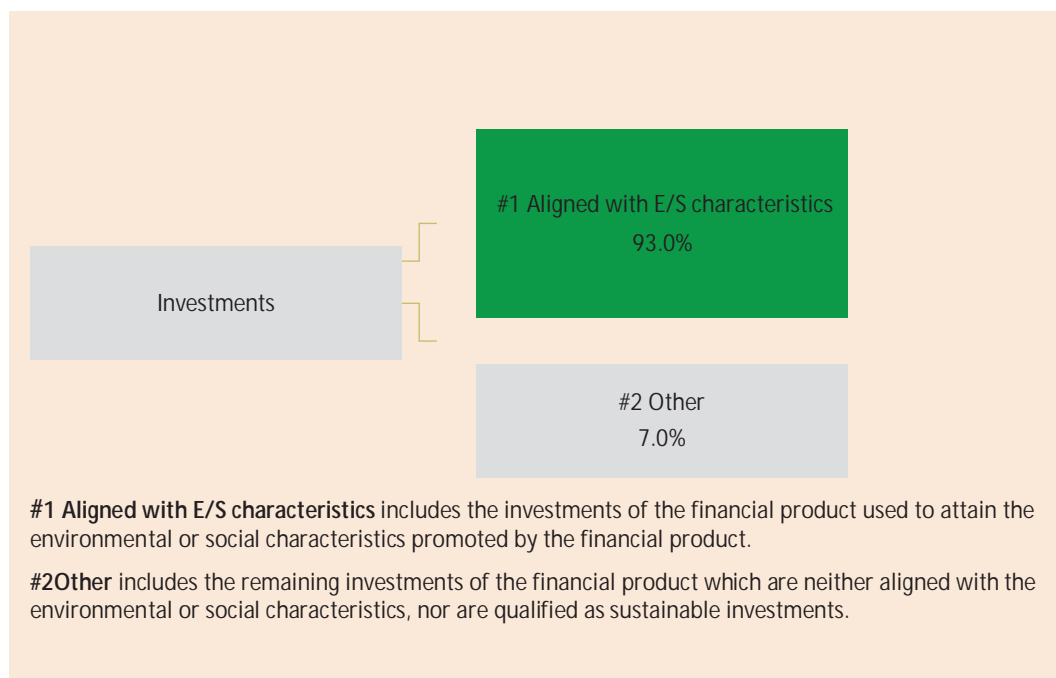 #1 Aligned with E/S characteristics
93.0%
Investments
#2 Other
7.0%
#1 Aligned with E/S characteristics includes the investments of the financial product used to attain the
environmental or social characteristics promoted by the financial product.
#2Other includes the remaining investments of the financial product which are neither aligned with the
environmental or social characteristics, nor are qualified as sustainable investments.